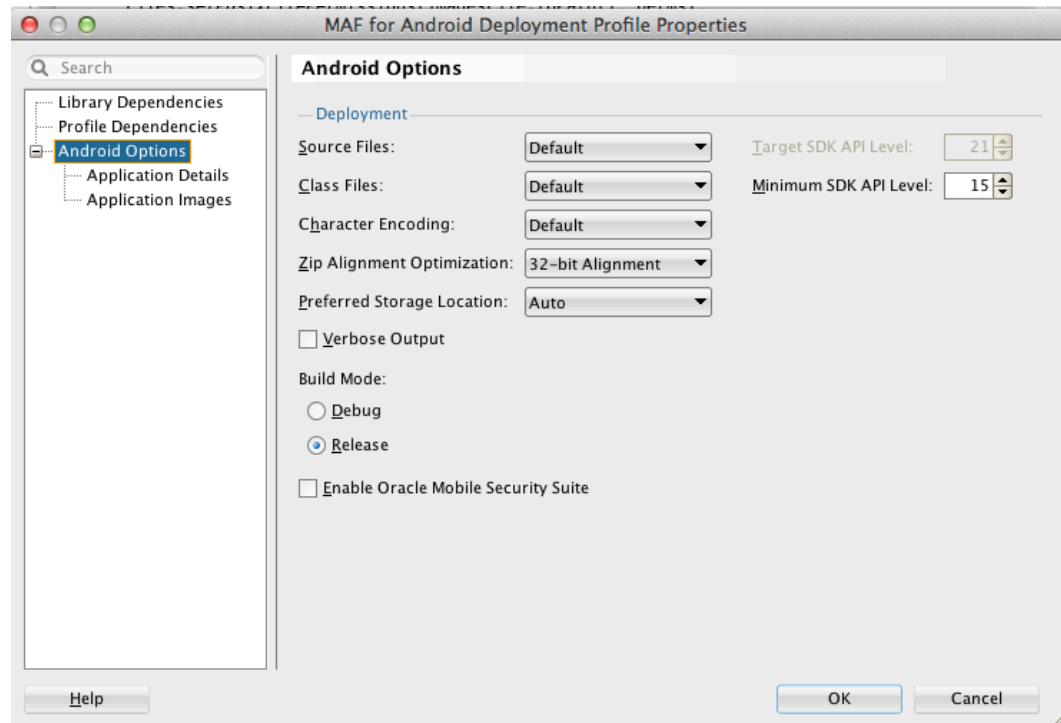 MAF for Android Deployment Profile Properties
Search
Library Dependencies
Profile Dependencies
Android Options
Application Details
Application Images
Android Options
Deployment
Source Files: Default Target SDK API Level: 21
Class Files: Default Minimum SDK API Level: 15
Character Encoding: Default
Zip Alignment Optimization: 32-bit Alignment
Preferred Storage Location: Auto
Verbose Output
Build Mode:
Debug
Release
Enable Oracle Mobile Security Suite
Help OK Cancel